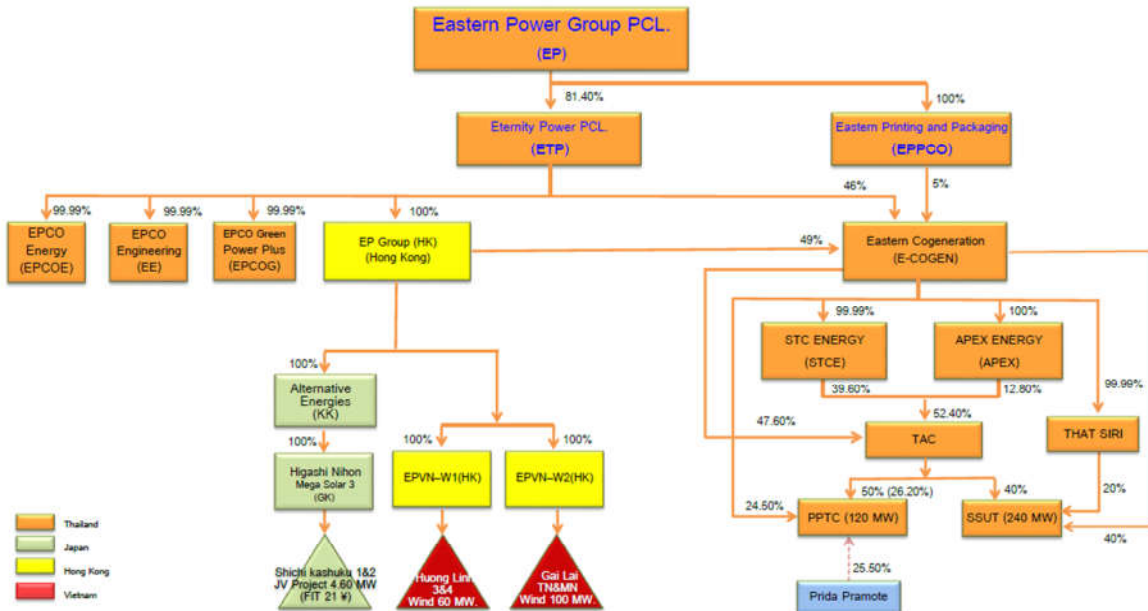 Eastern Power Group PCL.
(EP)
81.40%
100%
Eternity Power PCL.
(ETP)
Eastern Printing and Packaging
(EPPCO)
99.99%
99.99%
99.99%
100%
46%
5%
EPCO
Energy
(EPCOE)
EPCO
Engineering
(EE)
EPCO Green
Power Plus
(EPCOG)
EP Group (HK)
(Hong Kong)
49%
Eastern Cogeneration
(E-COGEN)
99.99%
100%
STC ENERGY
(STCE)
APEX ENERGY
(APEX)
99.99%
100%
Alternative
Energies
(KK)
39.60%
12.80%
52.40%
47.60%
TAC
THAT SIRI
100%
100%
100%
Higashi Nihon
Mega Solar 3
(GK)
EPVN–W1(HK)
EPVN–W2(HK)
50% (26.20%)
40%
20%
24.50%
PPTC (120 MW)
SSUT (240 MW)
40%
25.50%
Prida Pramote
Shichi kashuku 1&2
JV Project 4.60 MW
(FIT 21 ¥)
Huong Linh
3&4
Wind 60 MW.
Gai Lai
TN&MN
Wind 100 MW.
Thailand
Japan
Hong Kong
Vietnam